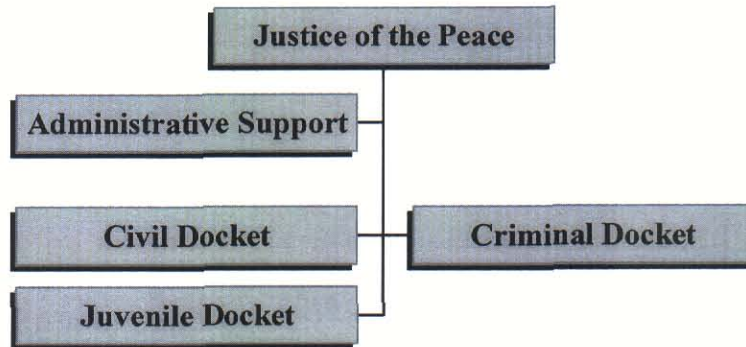 Justice of the Peace
Administrative Support
Civil Docket
Criminal Docket
Juvenile Docket